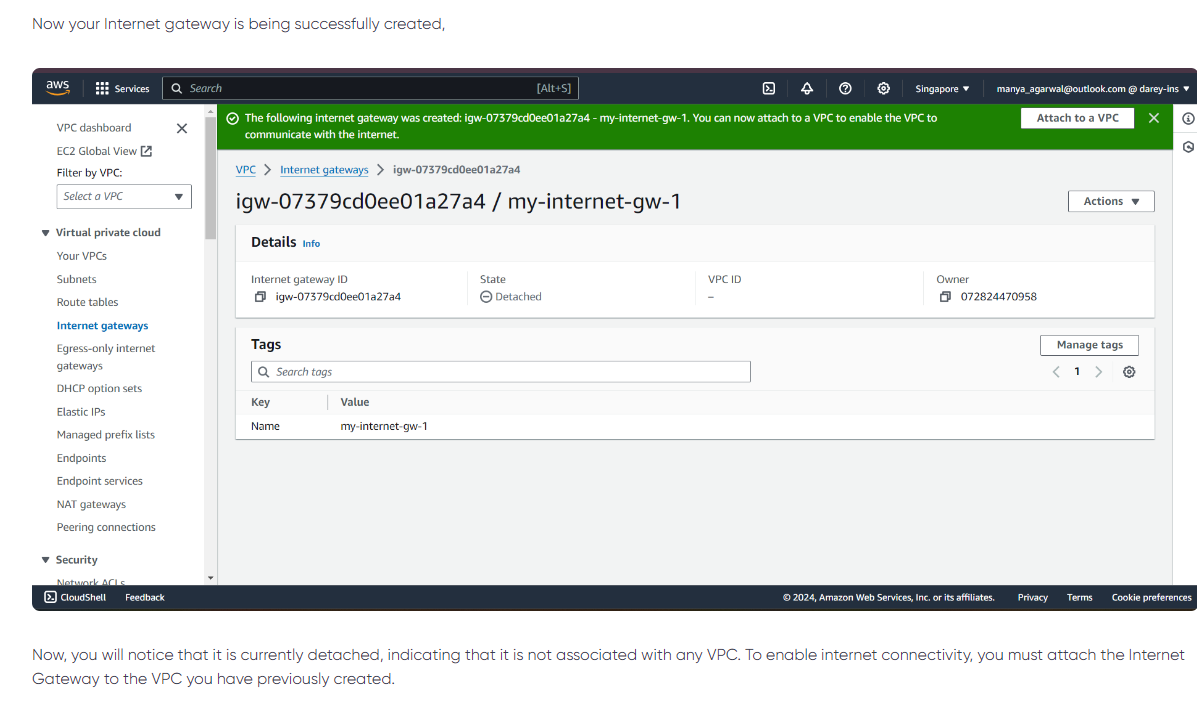 Now your Internet gateway is being successfully created,
aws
Services
Search
[Alt+S]
Singapore
manya_agarwal@outlook.com @ darey-ins
VPC dashboard
EC2 Global View
Filter by VPC:
Select a VPC
Virtual private cloud
Your VPCs
Subnets
Route tables
Internet gateways
Egress-only internet
gateways
DHCP option sets
Elastic IPs
Managed prefix lists
Endpoints
Endpoint services
NAT gateways
Peering connections
Security
Network ACLs
The following internet gateway was created: igw-07379cd0ee01a27a4 - my-internet-gw-1. You can now attach to a VPC to enable the VPC to
communicate with the internet.
Attach to a VPC
VPC > Internet gateways > igw-07379cd0ee01a27a4
igw-07379cd0ee01a27a4 / my-internet-gw-1
Actions
Details Info
Internet gateway ID
igw-07379cd0ee01a27a4
State
Detached
VPC ID
–
Owner
072824470958
Tags
Manage tags
Search tags
1
Key Value
Name my-internet-gw-1
CloudShell Feedback
© 2024, Amazon Web Services, Inc. or its affiliates. Privacy Terms Cookie preferences
Now, you will notice that it is currently detached, indicating that it is not associated with any VPC. To enable internet connectivity, you must attach the Internet
Gateway to the VPC you have previously created.